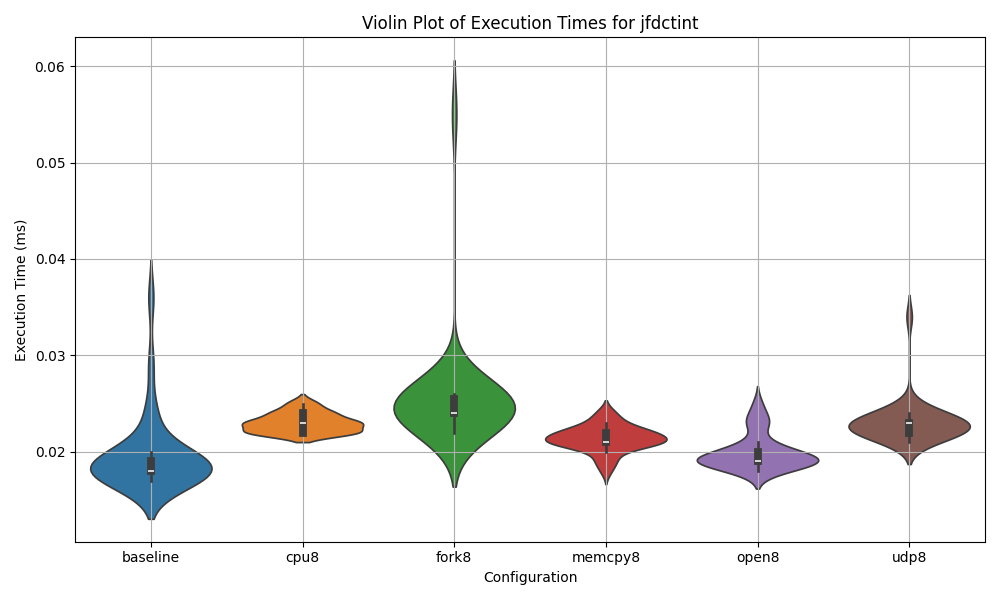 Violin Plot of Execution Times for jfdctint
0.06
0.05
0.04
0.03
0.02
Execution Time (ms)
baseline
cpu8
fork8
memcpy8
open8
udp8
Configuration